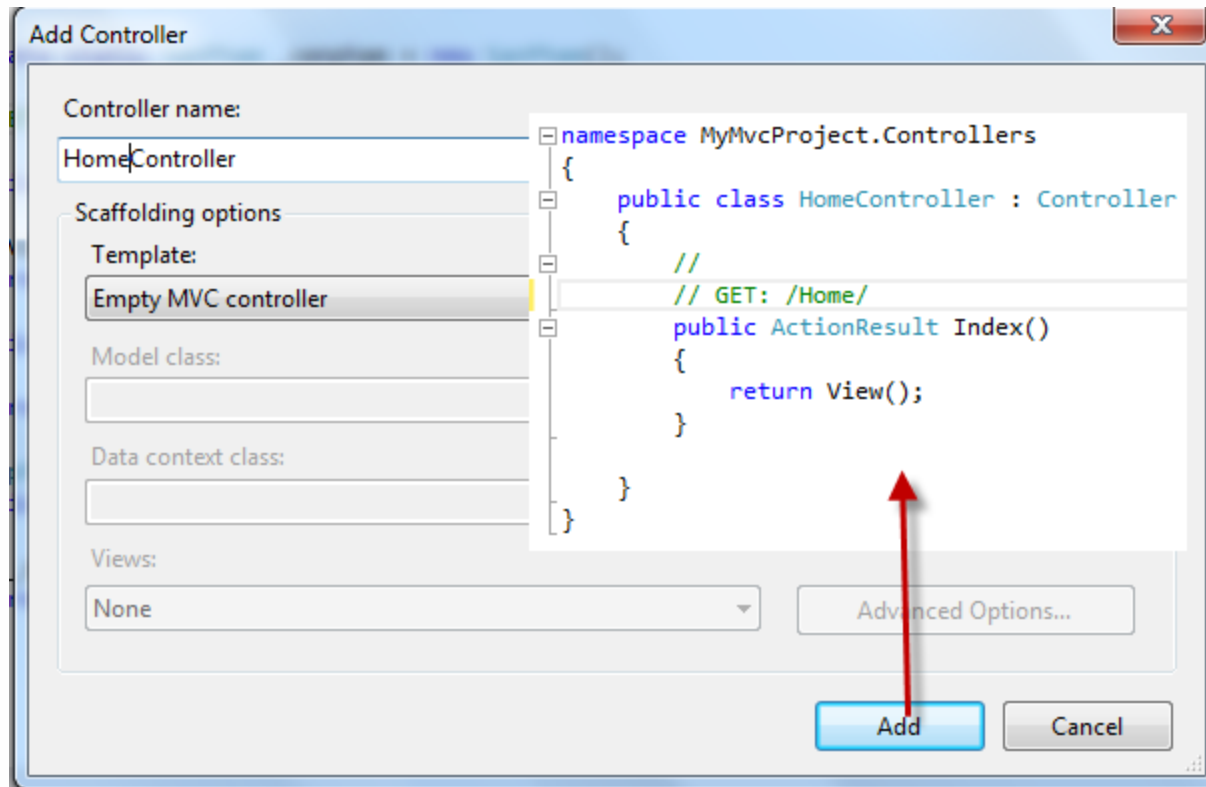 Add Controller
Controller name:
HomeController
Scaffolding options
Template:
Empty MVC controller
Model class:
Data context class:
Views:
None
Advanced Options...
Add
Cancel
namespace MyMvcProject.Controllers
{
    public class HomeController : Controller
    {
        //
        // GET: /Home/
        public ActionResult Index()
        {
            return View();
        }
    }
}